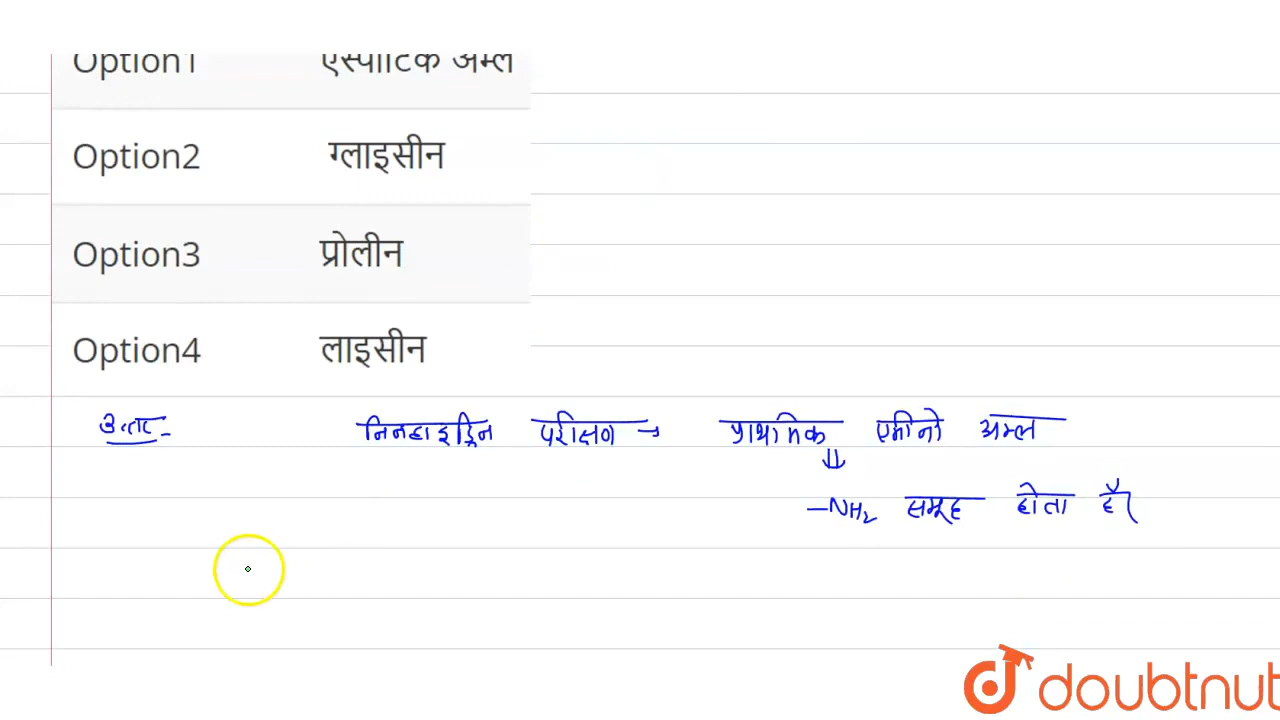 Option1 एस्पार्टिक अम्ल
Option2 ग्लाइसीन
Option3 प्रोलीन
Option4 लाइसीन
उत्तर- निनहाइड्रिन परीक्षण → प्राथमिक एमीनो अम्ल
⇓
—NH₂ समूह होता है।
doubtnut